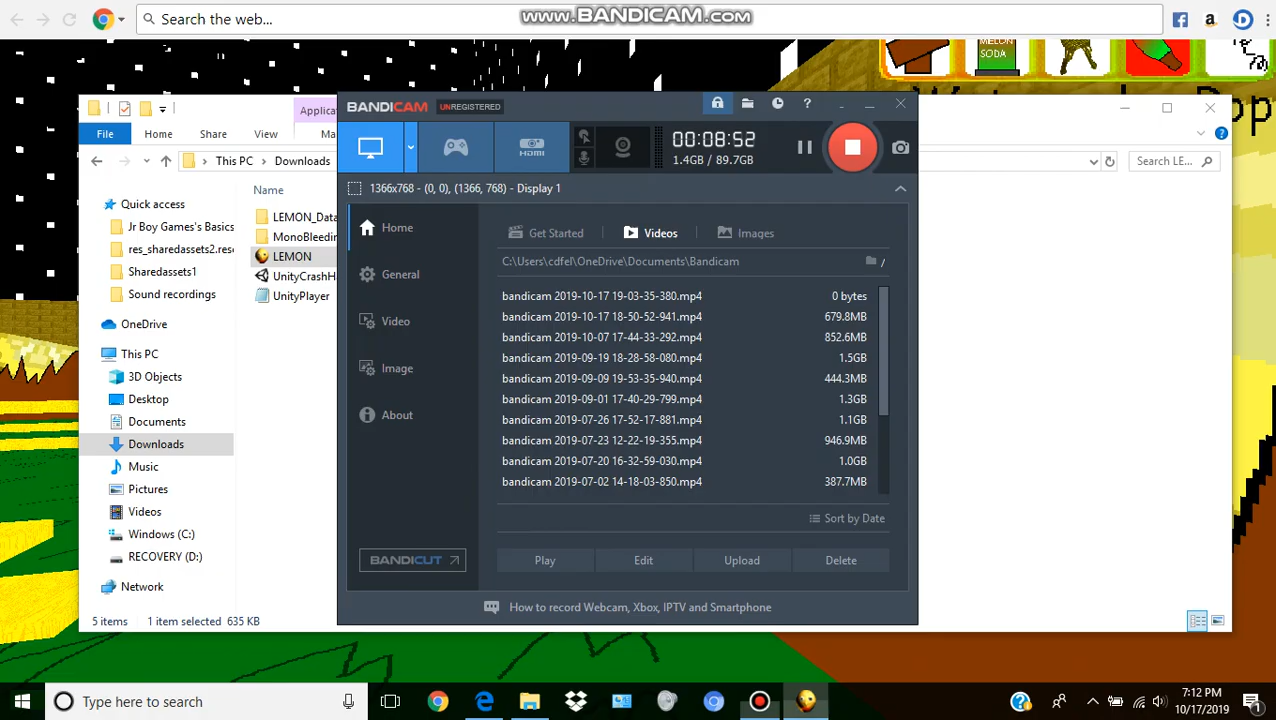 Search the web...
www.BANDICAM.com
MELON
SODA
File
Home
Share
View
This PC
Downloads
Search LE...
Name
Quick access
Jr Boy Games's Basics
res_sharedassets2.res
Sharedassets1
Sound recordings
OneDrive
This PC
3D Objects
Desktop
Documents
Downloads
Music
Pictures
Videos
Windows (C:)
RECOVERY (D:)
Network
LEMON_Data
MonoBleedin
LEMON
UnityCrashH
UnityPlayer
5 items
1 item selected 635 KB
BANDICAM UNREGISTERED
HDMI
00:08:52
1.4GB / 89.7GB
1366x768 - (0, 0), (1366, 768) - Display 1
Home
General
Video
Image
About
BANDICUT
Get Started
Videos
Images
C:\Users\cdfel\OneDrive\Documents\Bandicam
bandicam 2019-10-17 19-03-35-380.mp4 0 bytes
bandicam 2019-10-17 18-50-52-941.mp4 679.8MB
bandicam 2019-10-07 17-44-33-292.mp4 852.6MB
bandicam 2019-09-19 18-28-58-080.mp4 1.5GB
bandicam 2019-09-09 19-53-35-940.mp4 444.3MB
bandicam 2019-09-01 17-40-29-799.mp4 1.3GB
bandicam 2019-07-26 17-52-17-881.mp4 1.1GB
bandicam 2019-07-23 12-22-19-355.mp4 946.9MB
bandicam 2019-07-20 16-32-59-030.mp4 1.0GB
bandicam 2019-07-02 14-18-03-850.mp4 387.7MB
Sort by Date
Play
Edit
Upload
Delete
How to record Webcam, Xbox, IPTV and Smartphone
Type here to search
7:12 PM
10/17/2019